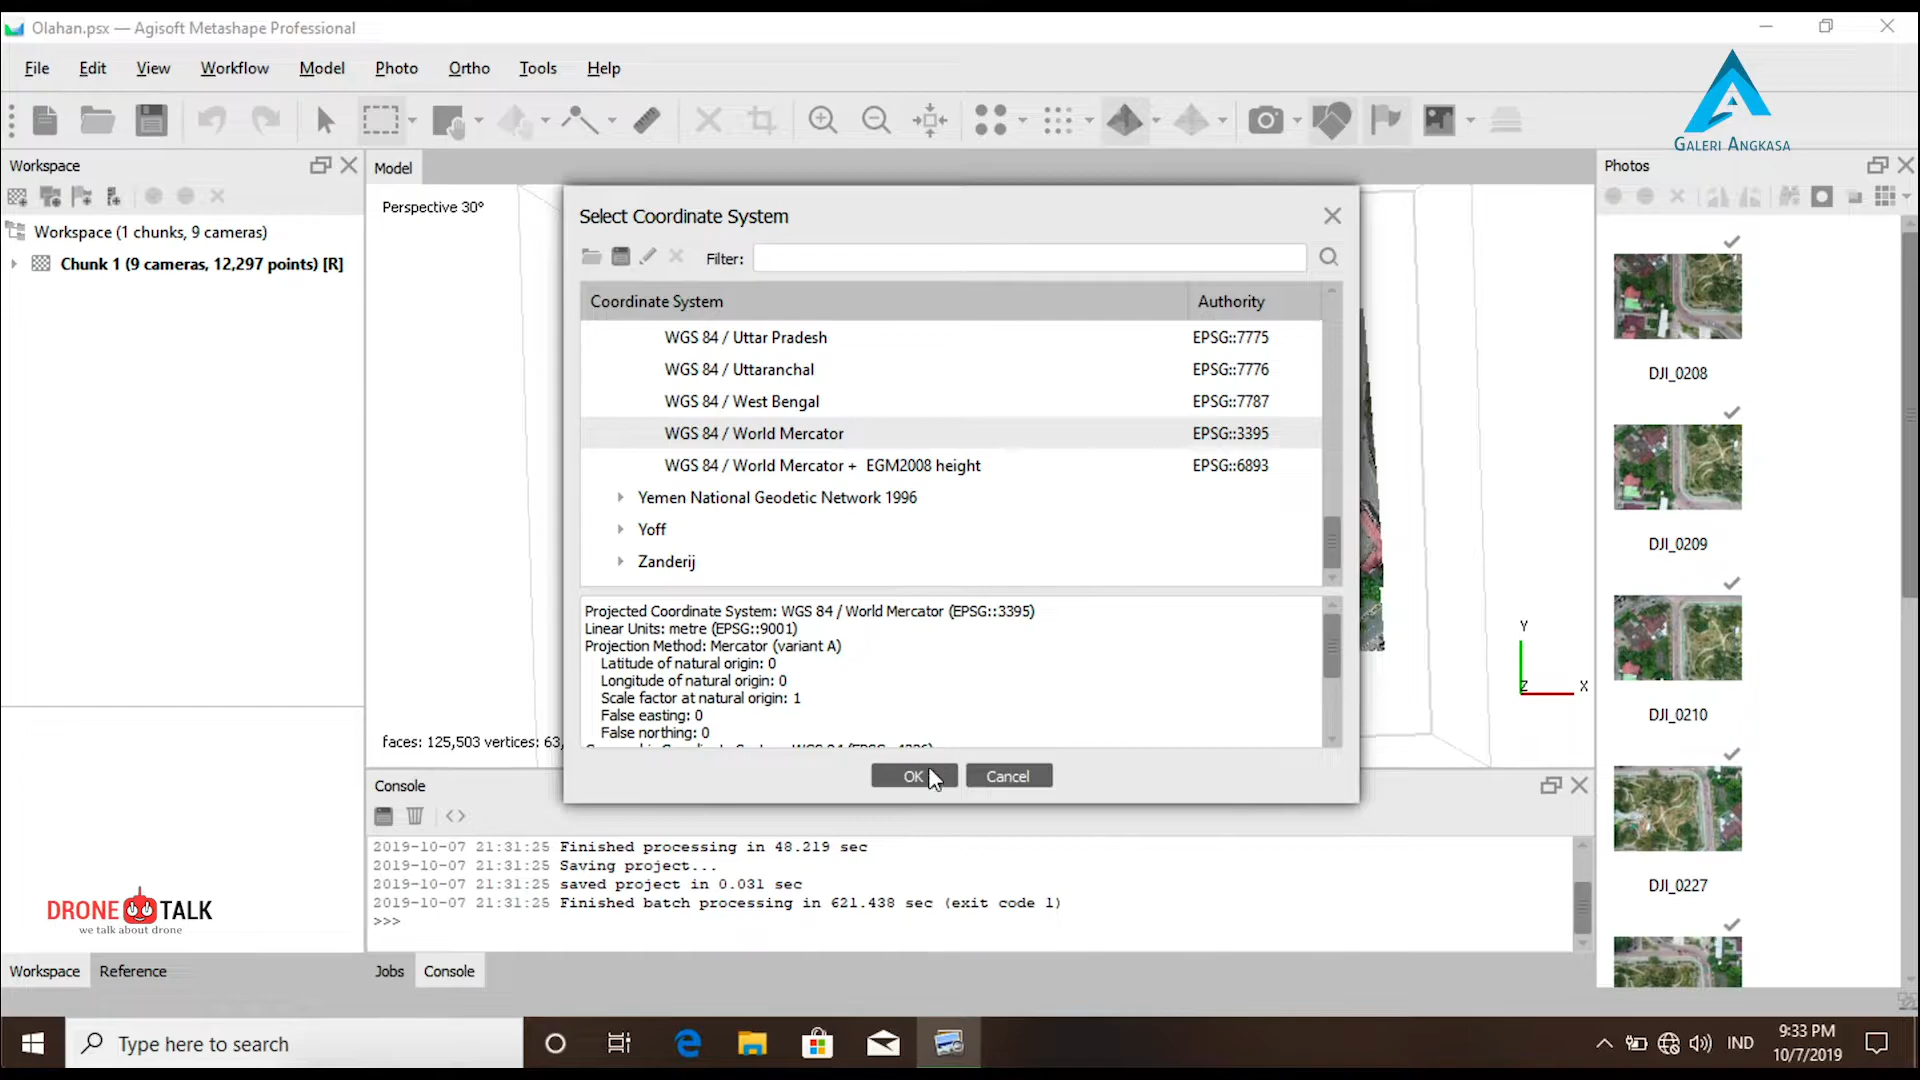 Olahan.psx — Agisoft Metashape Professional
File Edit View Workflow Model Photo Ortho Tools Help
GALERI ANGKASA
Workspace
Model
Photos
Perspective 30°
Workspace (1 chunks, 9 cameras)
Chunk 1 (9 cameras, 12,297 points) [R]
Select Coordinate System
Filter:
Coordinate System Authority
WGS 84 / Uttar Pradesh EPSG::7775
WGS 84 / Uttaranchal EPSG::7776
WGS 84 / West Bengal EPSG::7787
WGS 84 / World Mercator EPSG::3395
WGS 84 / World Mercator + EGM2008 height EPSG::6893
Yemen National Geodetic Network 1996
Yoff
Zanderij
Projected Coordinate System: WGS 84 / World Mercator (EPSG::3395)
Linear Units: metre (EPSG::9001)
Projection Method: Mercator (variant A)
Latitude of natural origin: 0
Longitude of natural origin: 0
Scale factor at natural origin: 1
False easting: 0
False northing: 0
OK Cancel
faces: 125,503 vertices: 63,
Y
Z X
DJI_0208
DJI_0209
DJI_0210
DJI_0227
Console
2019-10-07 21:31:25 Finished processing in 48.219 sec
2019-10-07 21:31:25 Saving project...
2019-10-07 21:31:25 saved project in 0.031 sec
2019-10-07 21:31:25 Finished batch processing in 621.438 sec (exit code 1)
>>>
DRONE TALK
we talk about drone
Workspace Reference Jobs Console
Type here to search
IND
9:33 PM
10/7/2019